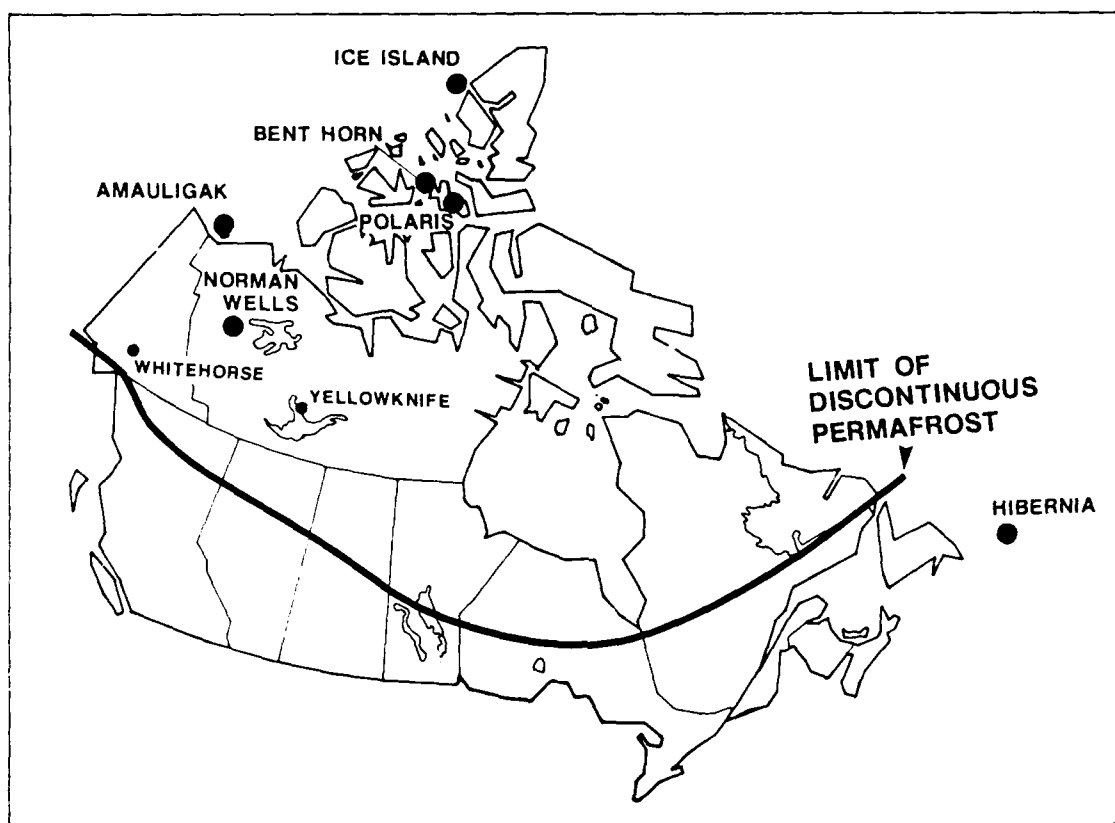 ICE ISLAND
BENT HORN
AMAULIGAK
POLARIS
NORMAN
WELLS
WHITEHORSE
YELLOWKNIFE
LIMIT OF
DISCONTINUOUS
PERMAFROST
HIBERNIA